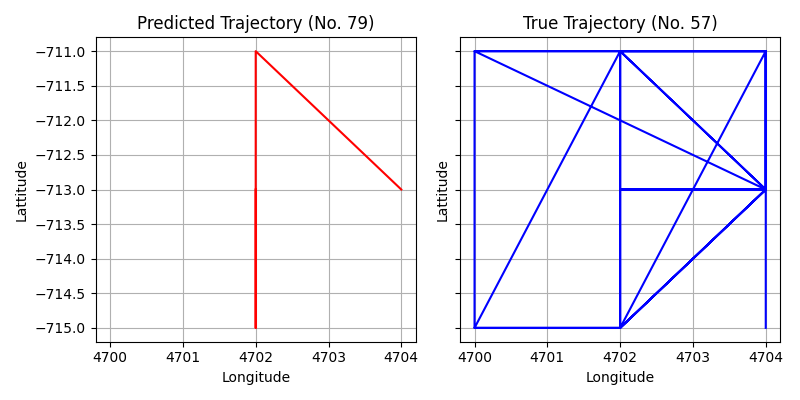 Predicted Trajectory (No. 79)
True Trajectory (No. 57)
−711.0
−711.5
−712.0
−712.5
−713.0
−713.5
−714.0
−714.5
−715.0
Lattitude
Lattitude
4700 4701 4702 4703 4704
4700 4701 4702 4703 4704
Longitude
Longitude